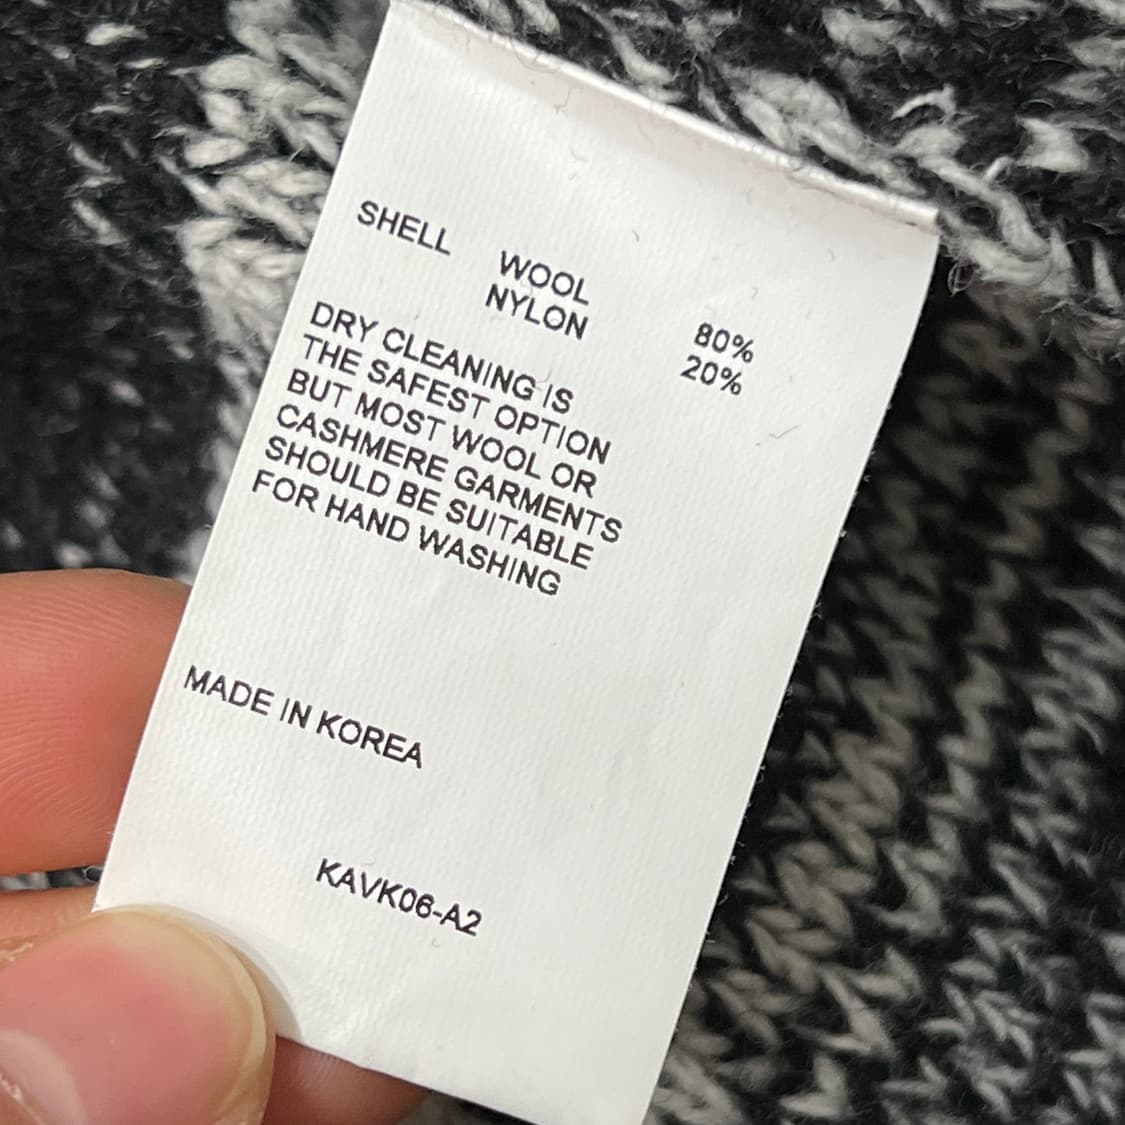 SHELL WOOL 80%
NYLON 20%
DRY CLEANING IS
THE SAFEST OPTION
BUT MOST WOOL OR
CASHMERE GARMENTS
SHOULD BE SUITABLE
FOR HAND WASHING
MADE IN KOREA
KAVK06-A2